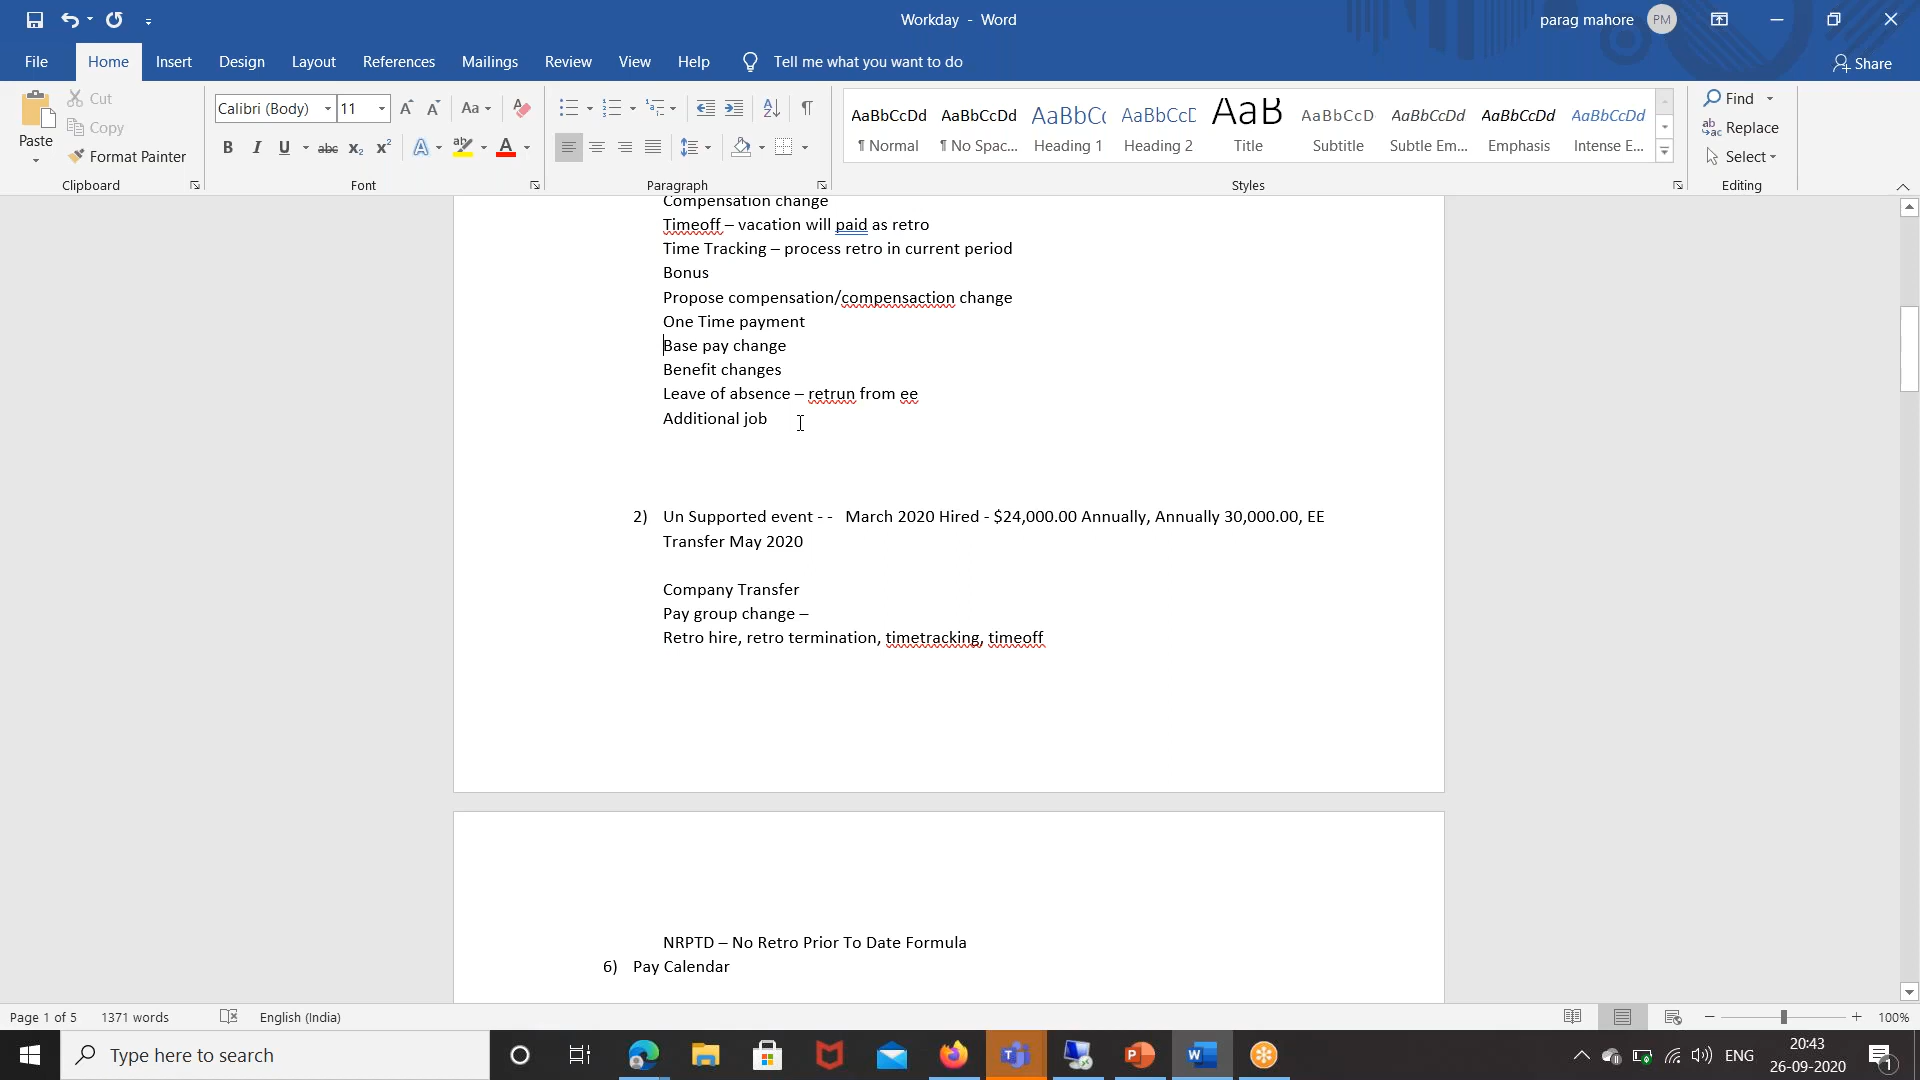 Workday - Word
parag mahore PM
File Home Insert Design Layout References Mailings Review View Help Tell me what you want to do Share
Paste
Cut
Copy
Format Painter
Clipboard
Calibri (Body) 11
Aa
B I U abc X₂ X² A ab A
Font
Paragraph
AaBbCcDd AaBbCcDd AaBbC AaBbCcD AaB AaBbCcD AaBbCcDd AaBbCcDd AaBbCcDd
¶ Normal ¶ No Spac... Heading 1 Heading 2 Title Subtitle Subtle Em... Emphasis Intense E...
Styles
Find
Replace
Select
Editing
Compensation change
Timeoff – vacation will paid as retro
Time Tracking – process retro in current period
Bonus
Propose compensation/compensaction change
One Time payment
Base pay change
Benefit changes
Leave of absence – retrun from ee
Additional job
2) Un Supported event - - March 2020 Hired - $24,000.00 Annually, Annually 30,000.00, EE
Transfer May 2020
Company Transfer
Pay group change –
Retro hire, retro termination, timetracking, timeoff
NRPTD – No Retro Prior To Date Formula
6) Pay Calendar
Page 1 of 5 1371 words English (India) 100%
Type here to search
ENG
20:43
26-09-2020
1